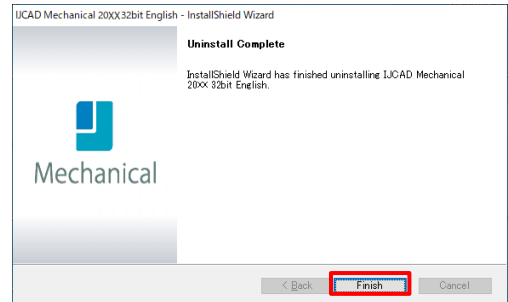 IJCAD Mechanical 20XX32bit English - InstallShield Wizard
Uninstall Complete
InstallShield Wizard has finished uninstalling IJCAD Mechanical
20XX 32bit English.
Mechanical
< Back
Finish
Cancel